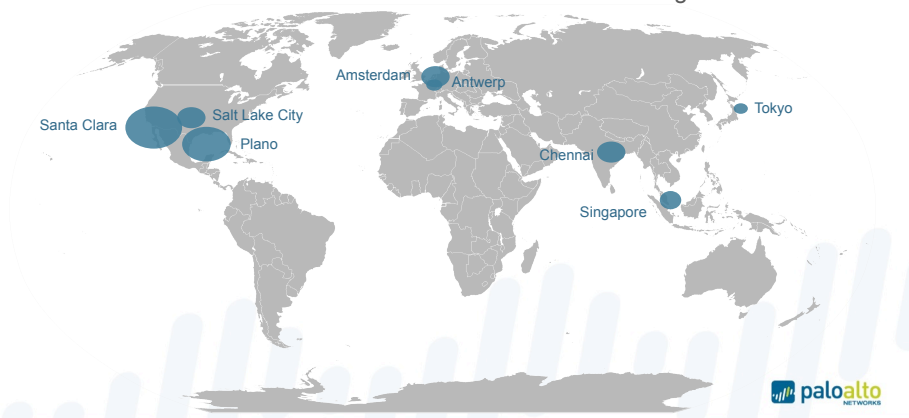 Amsterdam
Antwerp
Salt Lake City
Tokyo
Santa Clara
Plano
Chennai
Singapore
paloalto
NETWORKS